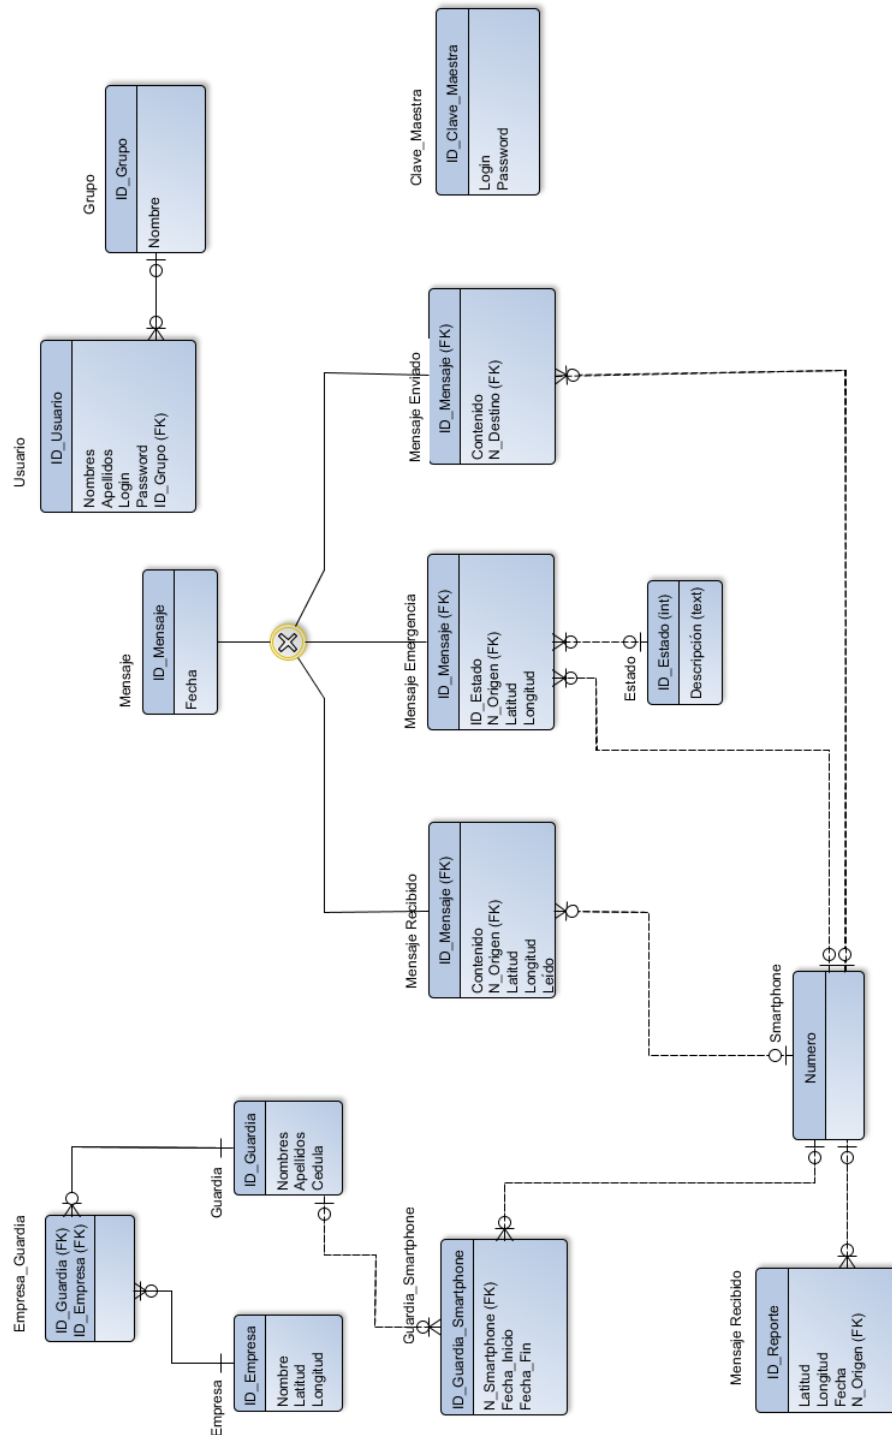 Empresa_Guardia
ID_Guardia (FK)
ID_Empresa (FK)
Empresa
ID_Empresa
Nombre
Latitud
Longitud
Guardia
ID_Guardia
Nombres
Apellidos
Cedula
Guardia_Smartphone
ID_Guardia_Smartphone
N_Smartphone (FK)
Fecha_Inicio
Fecha_Fin
Mensaje Recibido
ID_Reporte
Latitud
Longitud
Fecha
N_Origen (FK)
Smartphone
Numero
Mensaje
ID_Mensaje
Fecha
Mensaje Recibido
ID_Mensaje (FK)
Contenido
N_Origen (FK)
Latitud
Longitud
Leído
Mensaje Emergencia
ID_Mensaje (FK)
ID_Estado
N_Origen (FK)
Latitud
Longitud
Estado
ID_Estado (int)
Descripción (text)
Mensaje Enviado
ID_Mensaje (FK)
Contenido
N_Destino (FK)
Usuario
ID_Usuario
Nombres
Apellidos
Login
Password
ID_Grupo (FK)
Grupo
ID_Grupo
Nombre
Clave_Maestra
ID_Clave_Maestra
Login
Password